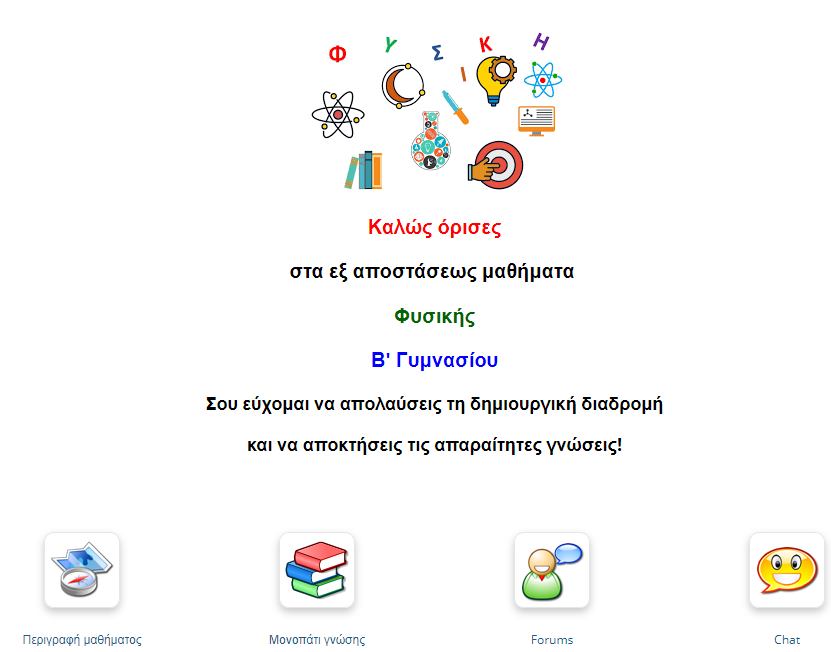 ΦΥΣΙΚΗ
Καλώς όρισες
στα εξ αποστάσεως μαθήματα
Φυσικής
Β' Γυμνασίου
Σου εύχομαι να απολαύσεις τη δημιουργική διαδρομή
και να αποκτήσεις τις απαραίτητες γνώσεις!
Περιγραφή μαθήματος
Μονοπάτι γνώσης
Forums
Chat